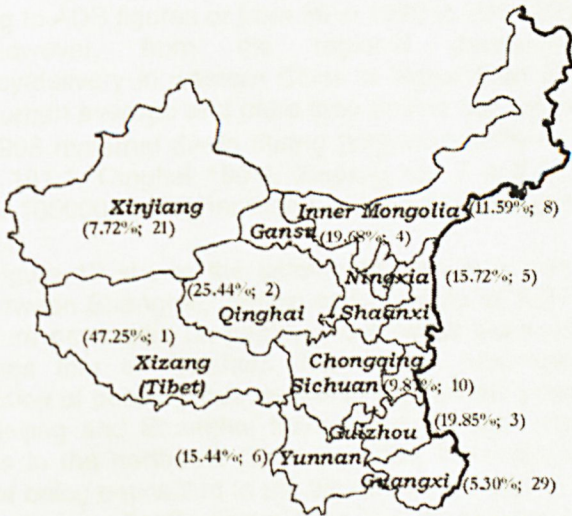 Xinjiang
(7.72%; 21)
Inner Mongolia
(11.59%; 8)
Gansu
(19.68%; 4)
Ningxia
(15.72%; 5)
(25.44%; 2)
Qinghai
Shaanxi
(47.25%; 1)
Xizang
(Tibet)
Chongqing
Sichuan
(9.87%; 10)
(19.85%; 3)
Guizhou
(15.44%; 6)
Yunnan
Guangxi
(5.30%; 29)